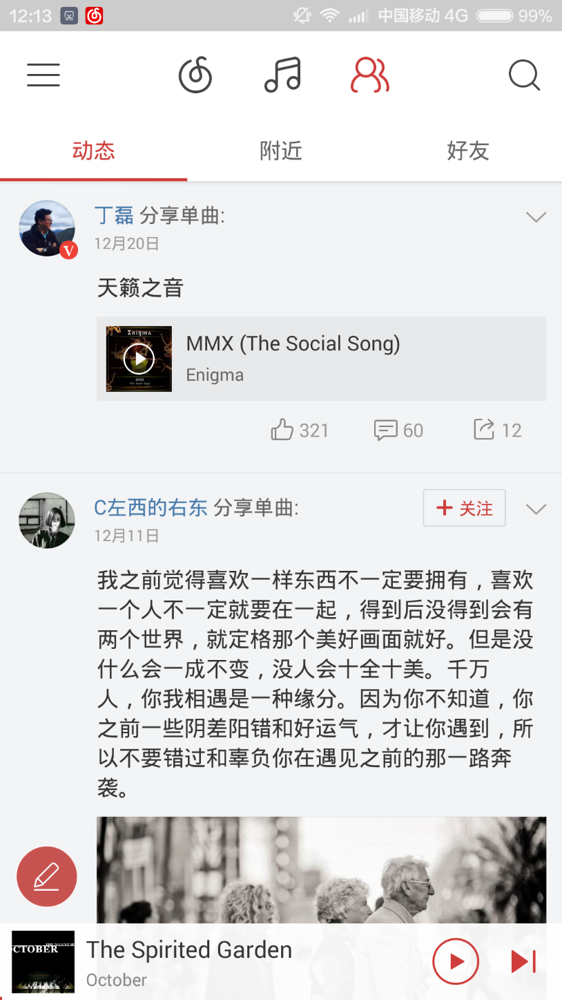 12:13 中国移动 4G 99%
动态 附近 好友
丁磊 分享单曲:
12月20日
V
天籁之音
MMX (The Social Song)
Enigma
321 60 12
C左西的右东 分享单曲:
+ 关注
12月11日
我之前觉得喜欢一样东西不一定要拥有，喜欢
一个人不一定就要在一起，得到后没得到会有
两个世界，就定格那个美好画面就好。但是没
什么会一成不变，没人会十全十美。千万
人，你我相遇是一种缘分。因为你不知道，你
之前一些阴差阳错和好运气，才让你遇到，所
以不要错过和辜负你在遇见之前的那一路奔
袭。
OCTOBER
The Spirited Garden
October